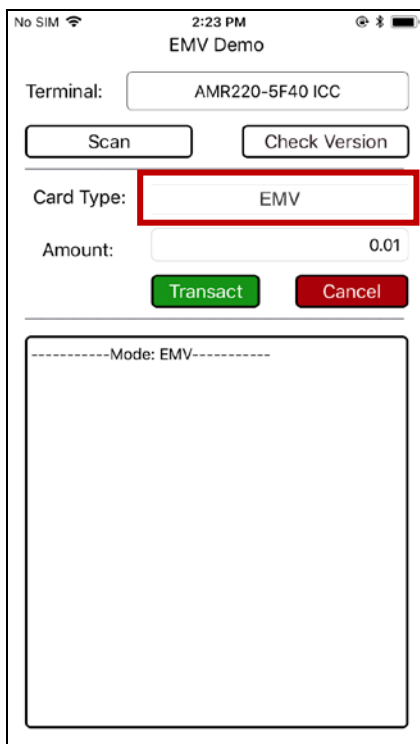 No SIM 2:23 PM
EMV Demo
Terminal: AMR220-5F40 ICC
Scan Check Version
Card Type: EMV
Amount: 0.01
Transact Cancel
-----------Mode: EMV-----------